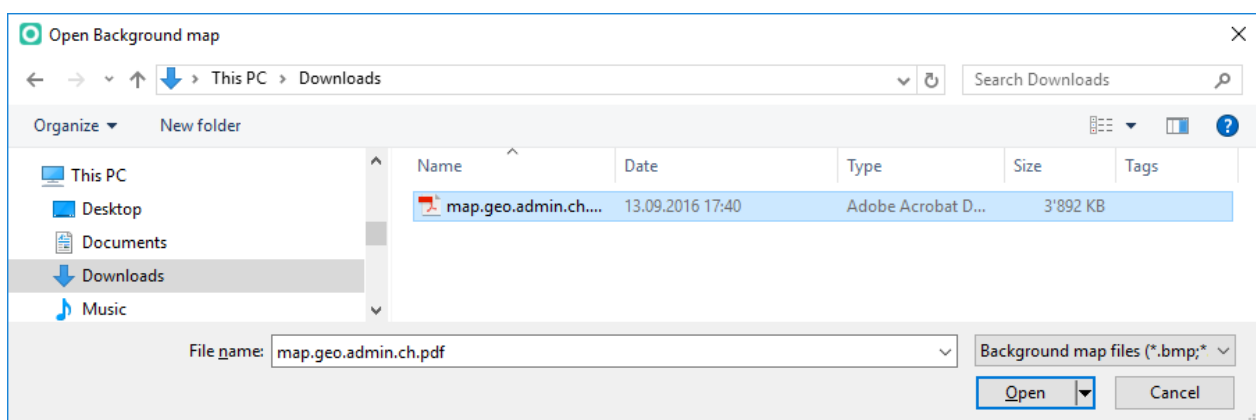 Open Background map
This PC > Downloads
Search Downloads
Organize
New folder
This PC
Desktop
Documents
Downloads
Music
Name Date Type Size Tags
map.geo.admin.ch.... 13.09.2016 17:40 Adobe Acrobat D... 3'892 KB
File name: map.geo.admin.ch.pdf
Background map files (*.bmp;*
Open
Cancel